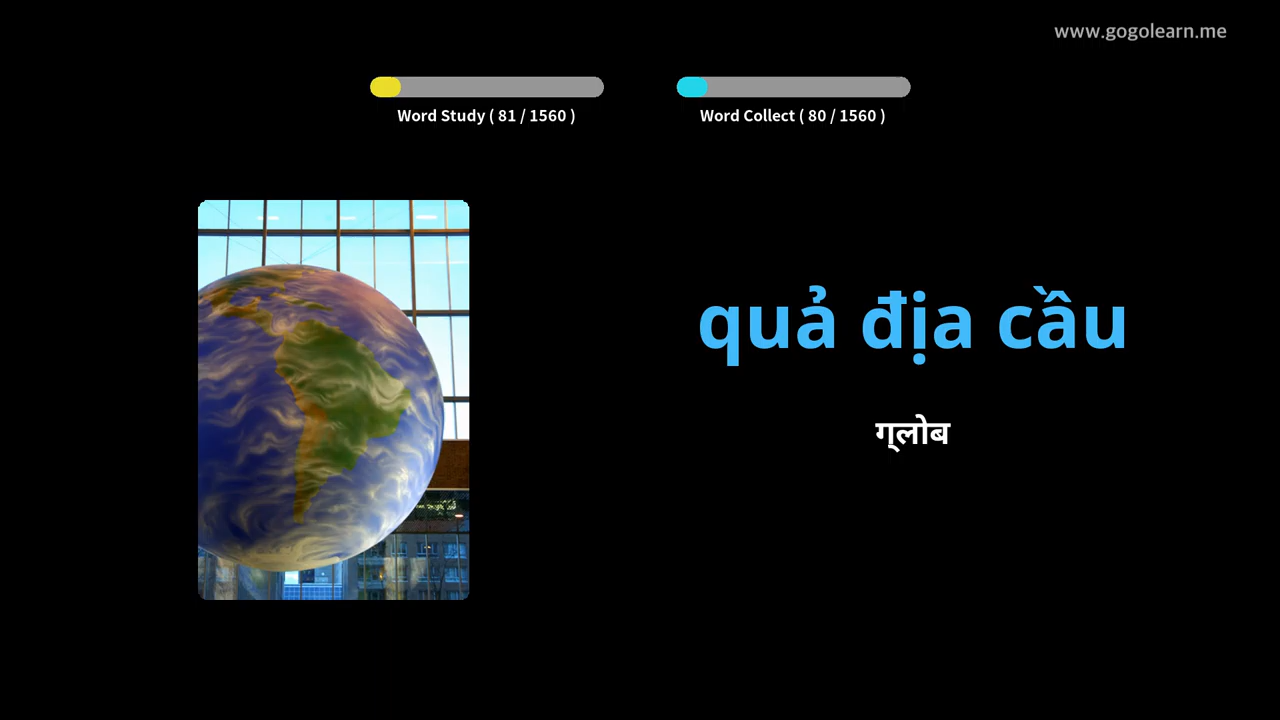 www.gogolearn.me
Word Study ( 81 / 1560 )
Word Collect ( 80 / 1560 )
quả địa cầu
ग्लोब